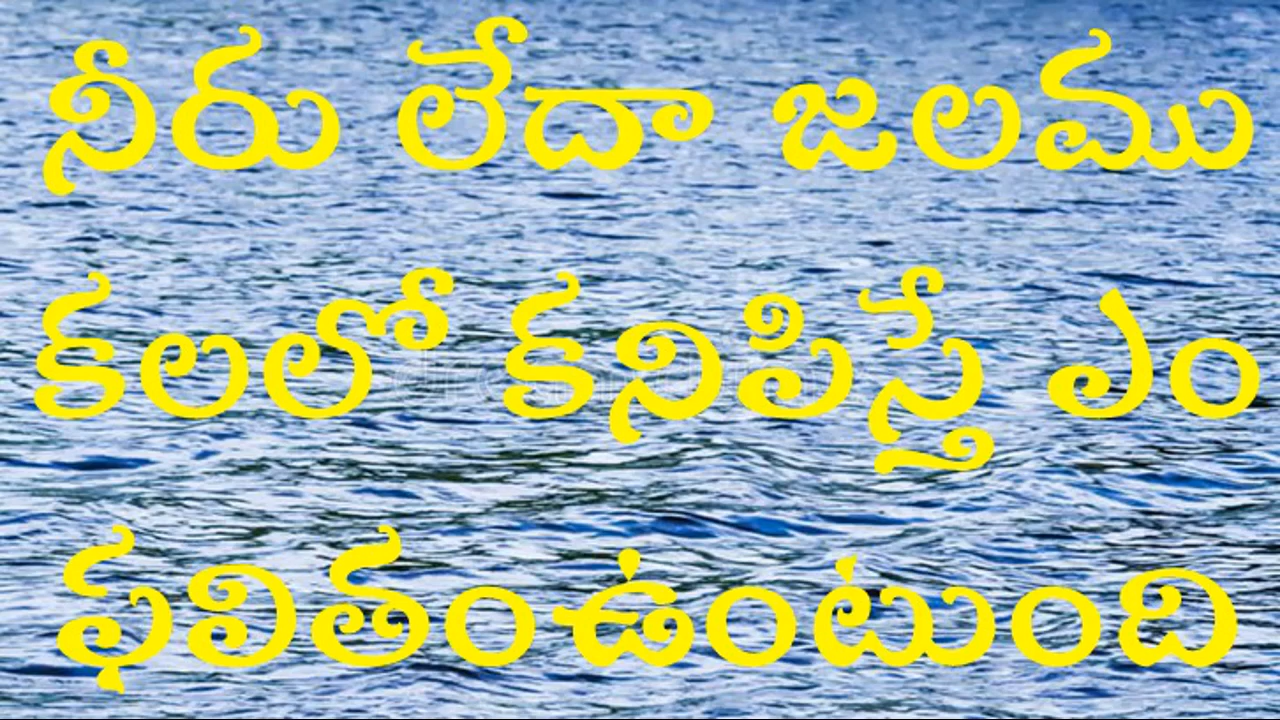 నీరు లేదా జలము
కలలో కనిపిస్తే ఎం
ఫలితంఉంటుంది